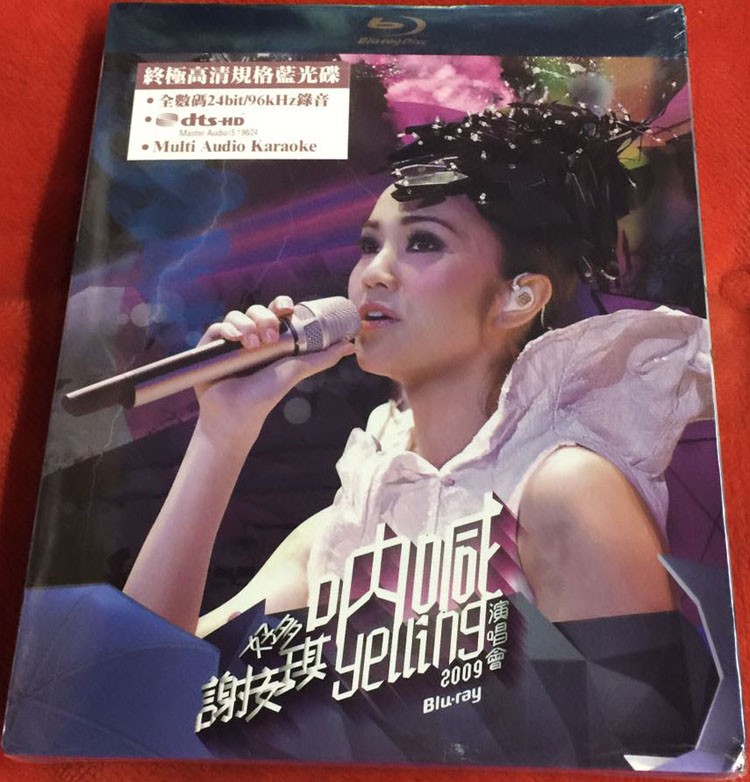 Blu-ray Disc
終極高清規格藍光碟
•全數碼24bit/96kHz錄音
•dts-HD
Master Audio/5.1 96/24
•Multi Audio Karaoke
好多
謝安琪
吶喊
yelling
演唱會
2009
Blu-ray